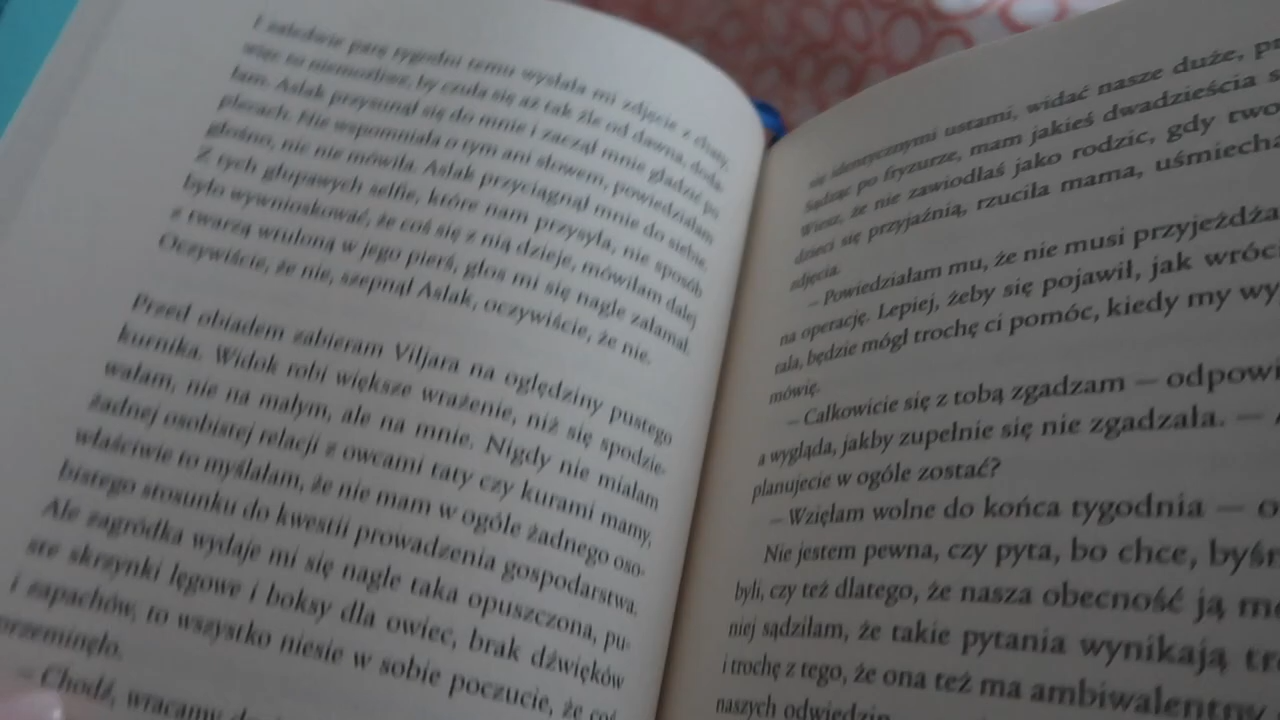 I zaledwie parę tygodni temu wysłała mi zdjęcie z chaty,
więc to niemożliwe, by czuła się aż tak źle od dawna, doda-
łam. Aslak przysunął się do mnie i zaczął mnie gładzić po
plecach. Nie wspomniała o tym ani słowem, powiedziałam
głośno, nic nie mówiła. Aslak przyciągnął mnie do siebie.
Z tych głupawych selfie, które nam przysyła, nie sposób
było wywnioskować, że coś się z nią dzieje, mówiłam dalej
z twarzą wtuloną w jego pierś, głos mi się nagle załamał.
Oczywiście, że nie, szepnął Aslak, oczywiście, że nie.
Przed obiadem zabieram Viljara na oględziny pustego
kurnika. Widok robi większe wrażenie, niż się spodzie-
wałam, nie na małym, ale na mnie. Nigdy nie miałam
żadnej osobistej relacji z owcami taty czy kurami mamy,
właściwie to myślałam, że nie mam w ogóle żadnego oso-
bistego stosunku do kwestii prowadzenia gospodarstwa.
Ale zagródka wydaje mi się nagle taka opuszczona, pu-
ste skrzynki lęgowe i boksy dla owiec, brak dźwięków
i zapachów, to wszystko niesie w sobie poczucie, że coś
przeminęło.
– Chodź, wracamy do
się identycznymi ustami, widać nasze duże,
Sądząc po fryzurze, mam jakieś dwadzieścia
Wiesz, że nie zawiodłaś jako rodzic, gdy
dzieci się przyjaźnią, rzuciła mama,
zdjęcia.
– Powiedziałam mu, że nie musi
na operację. Lepiej, żeby się pojawił, jak
tala, będzie mógł trochę ci pomóc, kiedy my
mówię.
– Całkowicie się z tobą zgadzam –
a wygląda, jakby zupełnie się nie zgadzała. –
planujecie w ogóle zostać?
– Wzięłam wolne do końca tygodnia –
Nie jestem pewna, czy pyta, bo chce,
byli, czy też dlatego, że nasza obecność ją
niej sądziłam, że takie pytania wynikają
i trochę z tego, że ona też ma
naszych odwiedzin